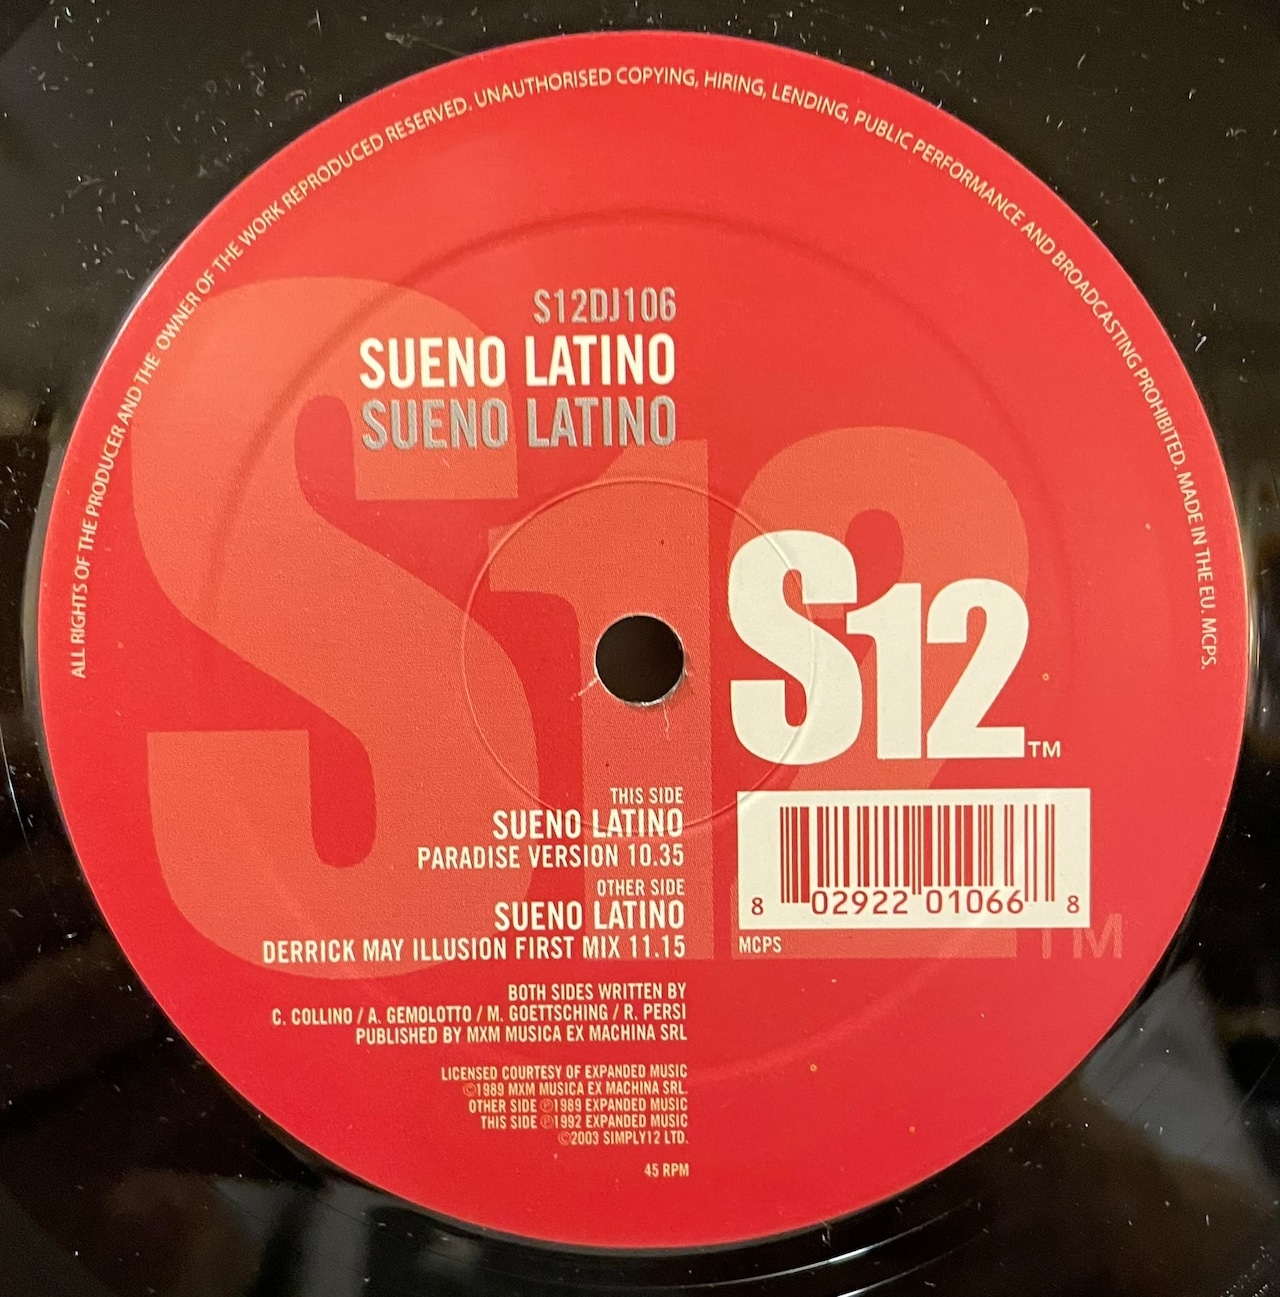 ALL RIGHTS OF THE PRODUCER AND THE OWNER OF THE WORK REPRODUCED RESERVED. UNAUTHORISED COPYING, HIRING, LENDING, PUBLIC PERFORMANCE AND BROADCASTING PROHIBITED. MADE IN THE EU. MCPS.
S12DJ106
SUENO LATINO
SUENO LATINO
S12 TM
S12 TM
THIS SIDE
SUENO LATINO
PARADISE VERSION 10.35
OTHER SIDE
SUENO LATINO
DERRICK MAY ILLUSION FIRST MIX 11.15
8 02922 01066 8
MCPS
BOTH SIDES WRITTEN BY
C. COLLINO / A. GEMOLOTTO / M. GOETTSCHING / R. PERSI
PUBLISHED BY MXM MUSICA EX MACHINA SRL
LICENSED COURTESY OF EXPANDED MUSIC
©1989 MXM MUSICA EX MACHINA SRL.
OTHER SIDE ℗1989 EXPANDED MUSIC
THIS SIDE ℗1992 EXPANDED MUSIC
©2003 SIMPLY12 LTD.
45 RPM